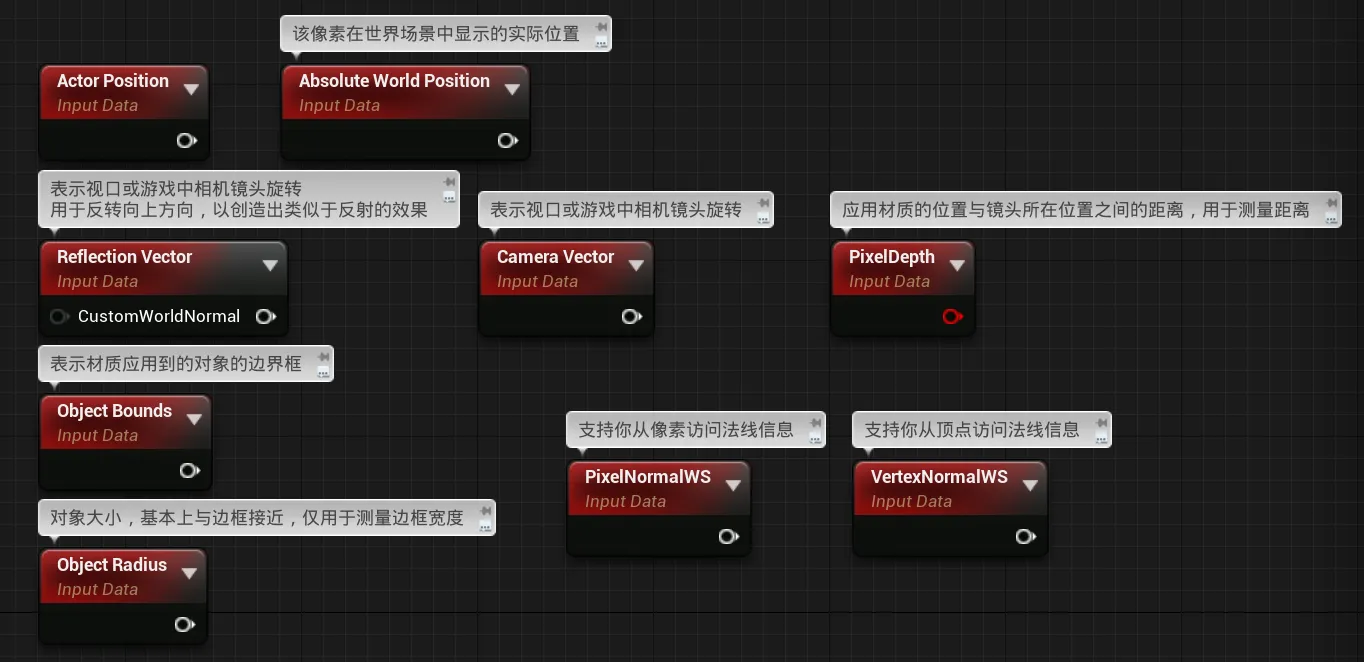 该像素在世界场景中显示的实际位置
Actor Position
Input Data
Absolute World Position
Input Data
表示视口或游戏中相机镜头旋转
用于反转向上方向，以创造出类似于反射的效果
表示视口或游戏中相机镜头旋转
应用材质的位置与镜头所在位置之间的距离，用于测量距离
Reflection Vector
Input Data
CustomWorldNormal
Camera Vector
Input Data
PixelDepth
Input Data
表示材质应用到的对象的边界框
Object Bounds
Input Data
支持你从像素访问法线信息
支持你从顶点访问法线信息
PixelNormalWS
Input Data
VertexNormalWS
Input Data
对象大小，基本上与边框接近，仅用于测量边框宽度
Object Radius
Input Data